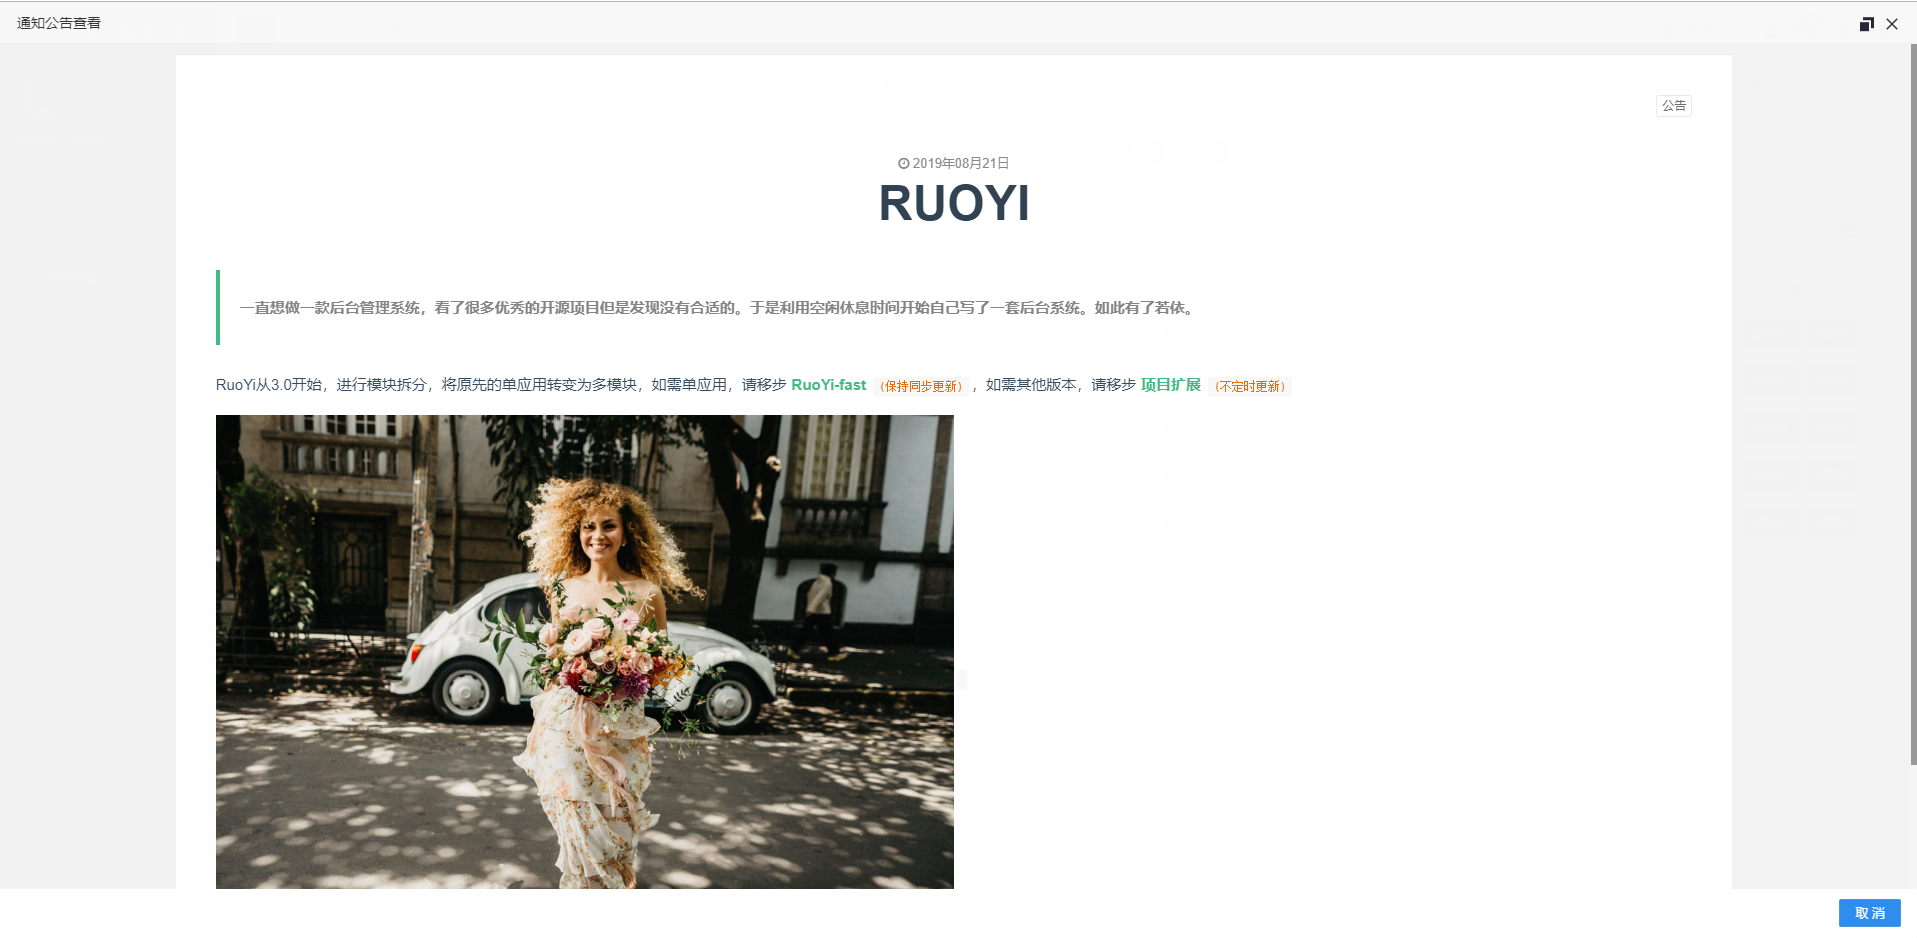 通知公告查看
公告
2019年08月21日
RUOYI
一直想做一款后台管理系统，看了很多优秀的开源项目但是发现没有合适的。于是利用空闲休息时间开始自己写了一套后台系统。如此有了若依。
RuoYi从3.0开始，进行模块拆分，将原先的单应用转变为多模块，如需单应用，请移步 RuoYi-fast （保持同步更新），如需其他版本，请移步 项目扩展 （不定时更新）
取消